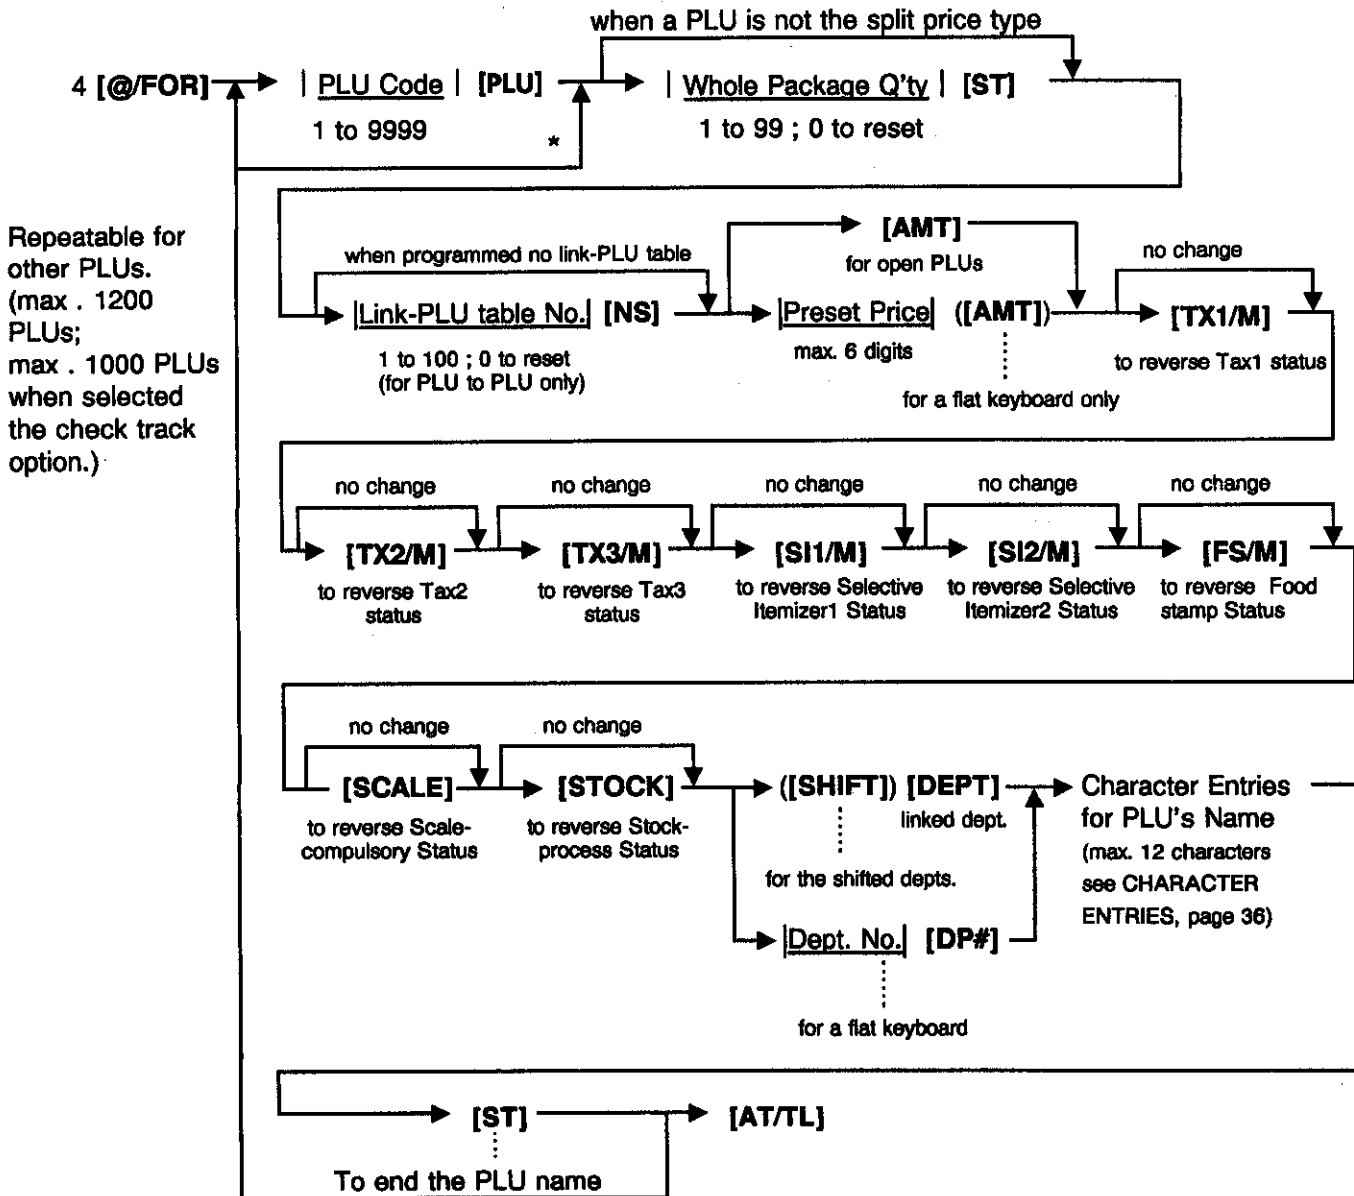 when a PLU is not the split price type
4 [@/FOR] | PLU Code | [PLU] | Whole Package Q'ty | [ST]
1 to 9999 * 1 to 99 ; 0 to reset
Repeatable for
other PLUs.
(max . 1200
PLUs;
max . 1000 PLUs
when selected
the check track
option.)
[AMT]
for open PLUs
when programmed no link-PLU table
no change
|Link-PLU table No.| [NS] |Preset Price| ([AMT]) [TX1/M]
1 to 100 ; 0 to reset
(for PLU to PLU only)
max. 6 digits
to reverse Tax1 status
for a flat keyboard only
no change no change no change no change no change
[TX2/M] [TX3/M] [SI1/M] [SI2/M] [FS/M]
to reverse Tax2
status
to reverse Tax3
status
to reverse Selective
Itemizer1 Status
to reverse Selective
Itemizer2 Status
to reverse Food
stamp Status
no change no change
[SCALE] [STOCK] ([SHIFT]) [DEPT] Character Entries
for PLU's Name
(max. 12 characters
see CHARACTER
ENTRIES, page 36)
to reverse Scale-
compulsory Status
to reverse Stock-
process Status
linked dept.
for the shifted depts.
|Dept. No.| [DP#]
for a flat keyboard
[ST] [AT/TL]
To end the PLU name